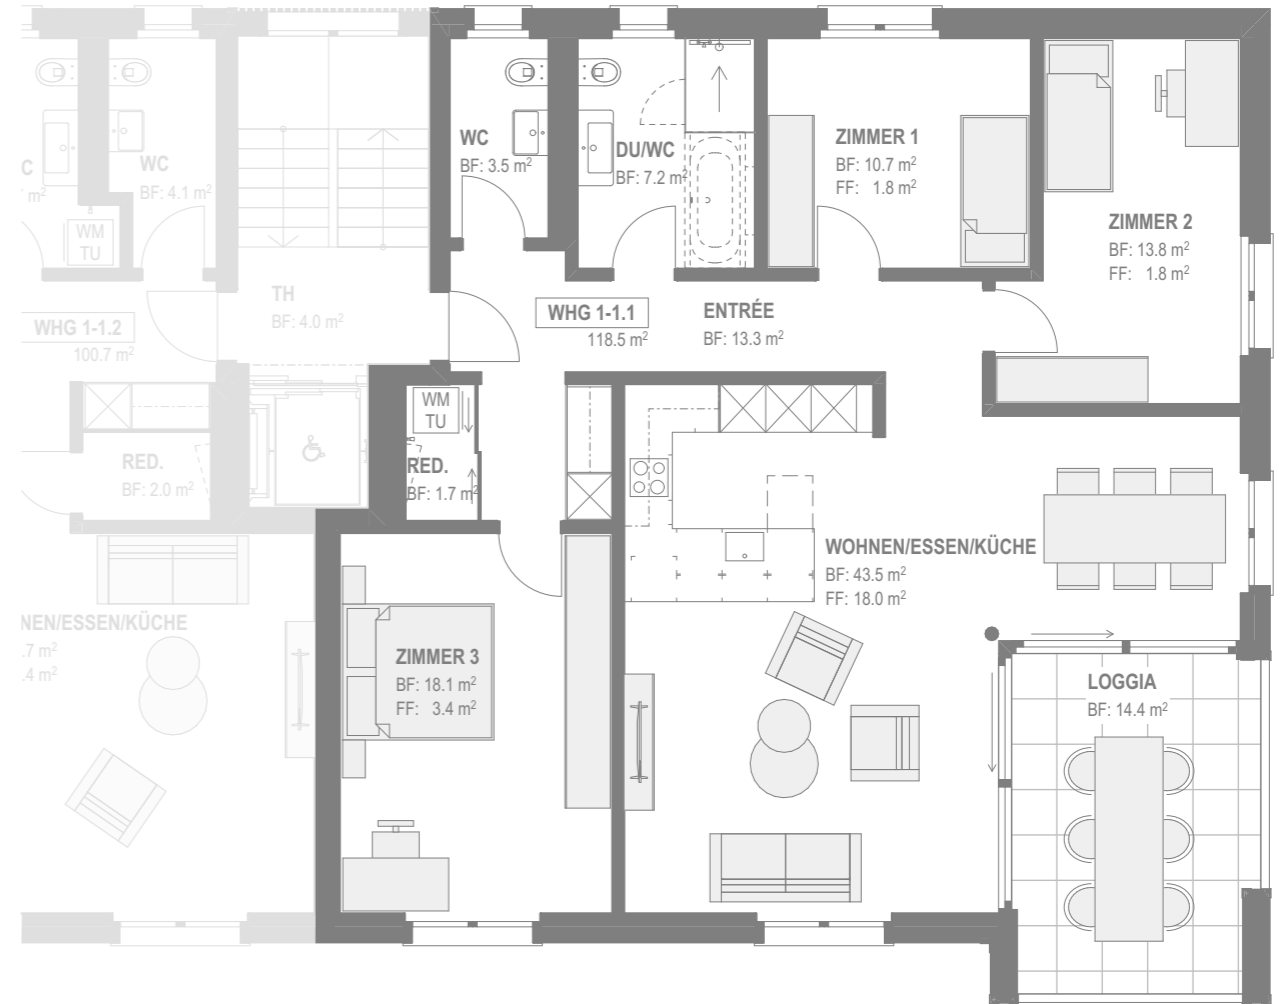 WC
BF: 3.5 m²
DU/WC
BF: 7.2 m²
ZIMMER 1
BF: 10.7 m²
FF: 1.8 m²
ZIMMER 2
BF: 13.8 m²
FF: 1.8 m²
WC
BF: 4.1 m²
C
m²
WM
TU
TH
BF: 4.0 m²
WHG 1-1.2
100.7 m²
WHG 1-1.1
118.5 m²
ENTRÉE
BF: 13.3 m²
WM
TU
RED.
BF: 1.7 m²
RED.
BF: 2.0 m²
WOHNEN/ESSEN/KÜCHE
BF: 43.5 m²
FF: 18.0 m²
NEN/ESSEN/KÜCHE
.7 m²
.4 m²
ZIMMER 3
BF: 18.1 m²
FF: 3.4 m²
LOGGIA
BF: 14.4 m²